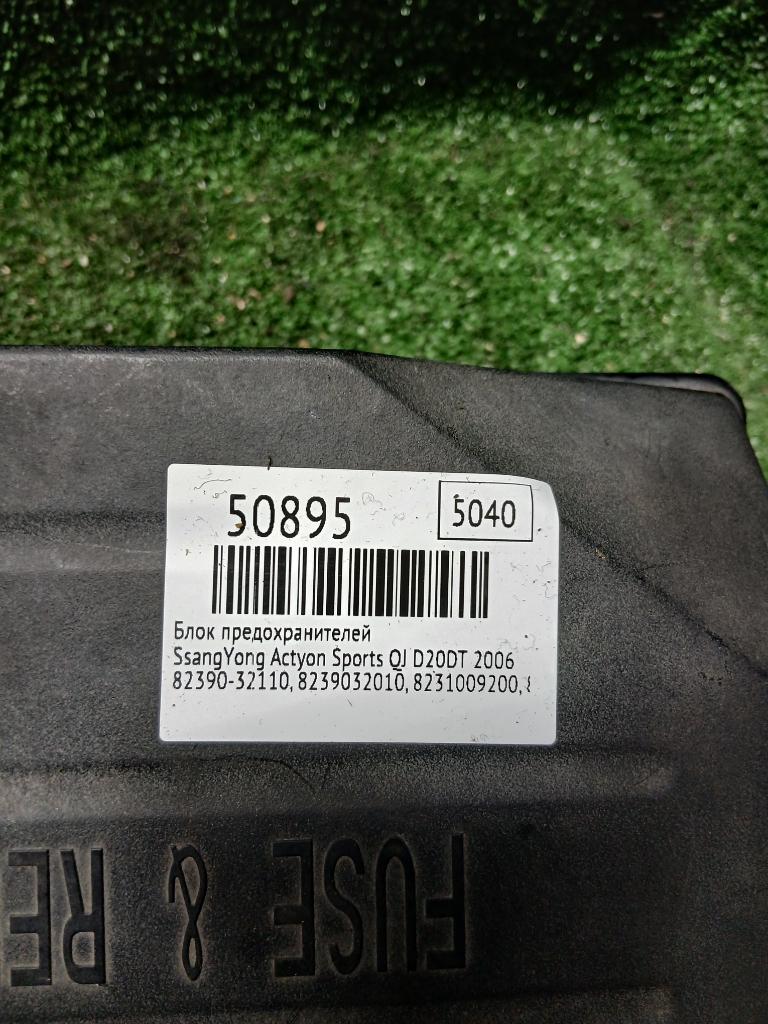 50895
5040
Блок предохранителей
SsangYong Actyon Sports QJ D20DT 2006
82390-32110, 8239032010, 8231009200,
FUSE & RE